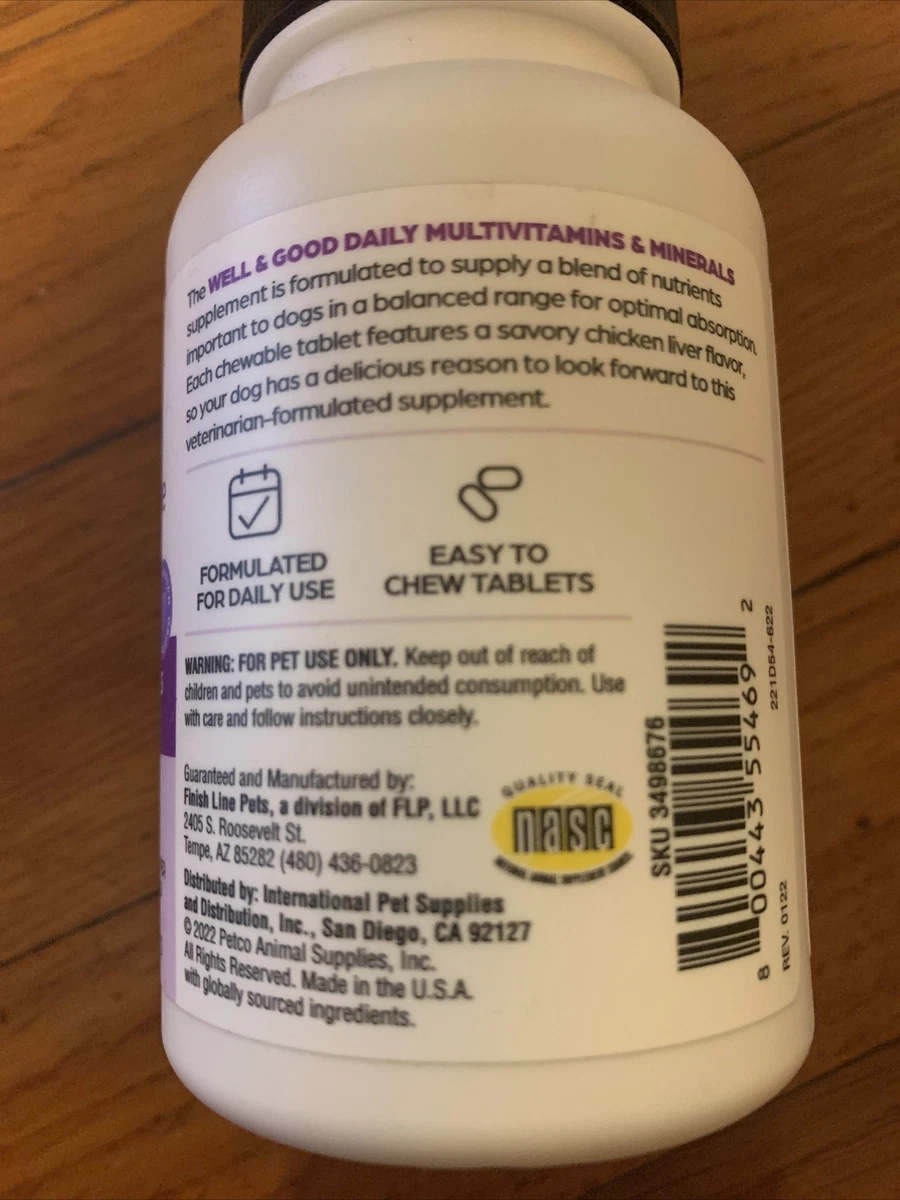 The WELL & GOOD DAILY MULTIVITAMINS & MINERALS
supplement is formulated to supply a blend of nutrients
important to dogs in a balanced range for optimal absorption.
Each chewable tablet features a savory chicken liver flavor,
so your dog has a delicious reason to look forward to this
veterinarian-formulated supplement.
FORMULATED
FOR DAILY USE
EASY TO
CHEW TABLETS
WARNING: FOR PET USE ONLY. Keep out of reach of
children and pets to avoid unintended consumption. Use
with care and follow instructions closely.
Guaranteed and Manufactured by:
Finish Line Pets, a division of FLP, LLC
2405 S. Roosevelt St.
Tempe, AZ 85282 (480) 436-0823
Distributed by: International Pet Supplies
and Distribution, Inc., San Diego, CA 92127
© 2022 Petco Animal Supplies, Inc.
All Rights Reserved. Made in the U.S.A.
with globally sourced ingredients.
QUALITY SEAL
nasc
NATIONAL ANIMAL SUPPLEMENT COUNCIL
SKU 3498676
8 00443 55469 2
221D54-622
REV. 0122